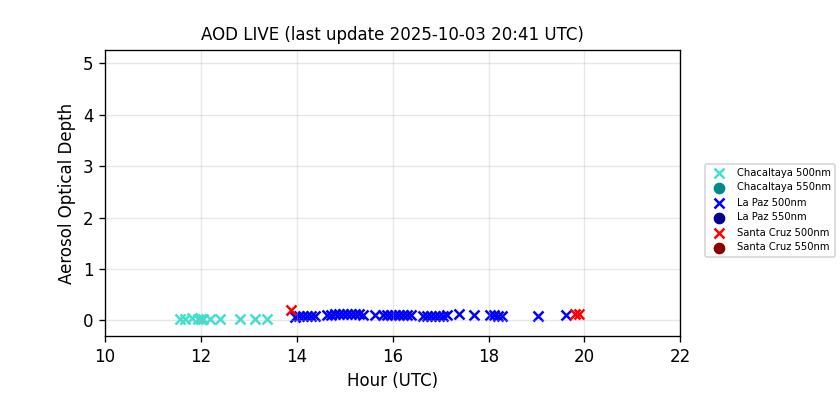 AOD LIVE (last update 2025-10-03 20:41 UTC)
Aerosol Optical Depth
5
4
3
2
1
0
10 12 14 16 18 20 22
Hour (UTC)
Chacaltaya 500nm
Chacaltaya 550nm
La Paz 500nm
La Paz 550nm
Santa Cruz 500nm
Santa Cruz 550nm